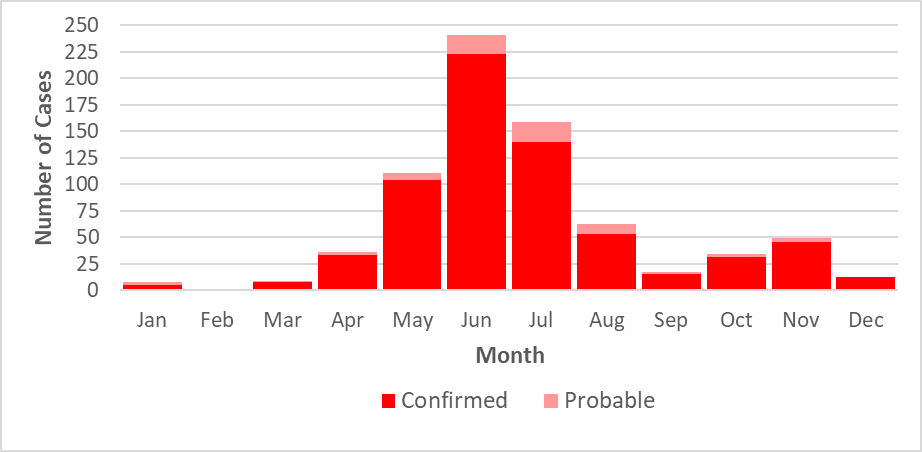 250
225
200
175
150
125
100
75
50
25
0
Number of Cases
Jan Feb Mar Apr May Jun Jul Aug Sep Oct Nov Dec
Month
Confirmed Probable